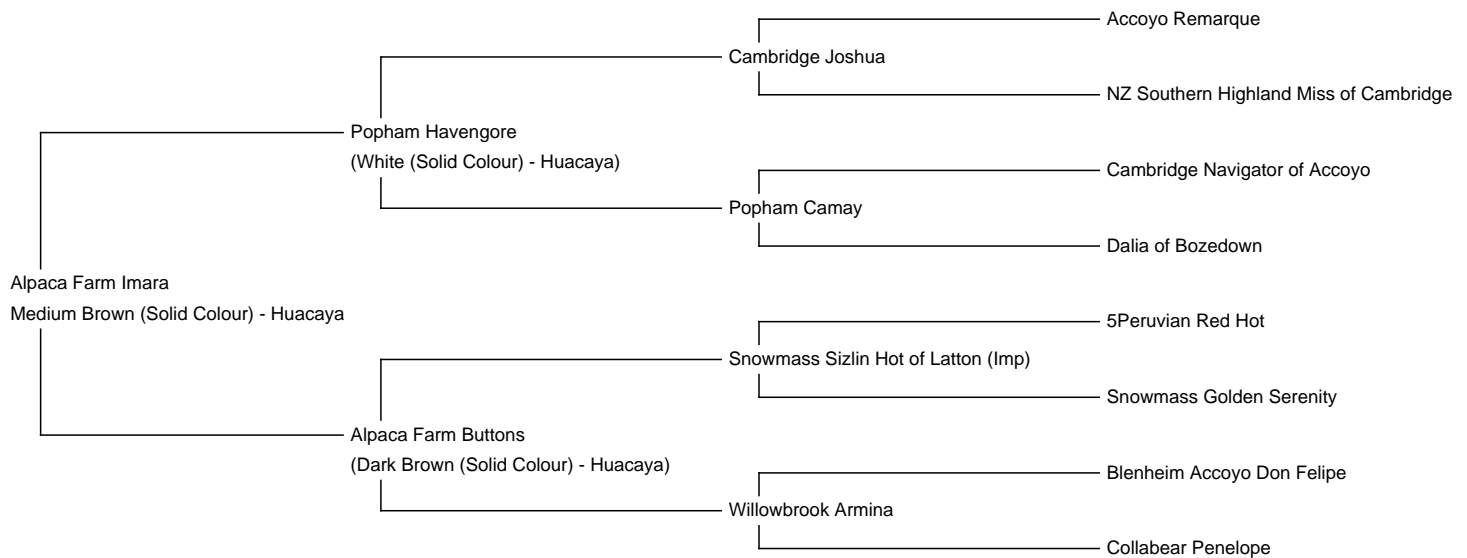 Accoyo Remarque
Cambridge Joshua
NZ Southern Highland Miss of Cambridge
Popham Havengore
(White (Solid Colour) - Huacaya)
Cambridge Navigator of Accoyo
Popham Camay
Dalia of Bozedown
Alpaca Farm Imara
Medium Brown (Solid Colour) - Huacaya
5Peruvian Red Hot
Snowmass Sizlin Hot of Latton (Imp)
Snowmass Golden Serenity
Alpaca Farm Buttons
(Dark Brown (Solid Colour) - Huacaya)
Blenheim Accoyo Don Felipe
Willowbrook Armina
Collabear Penelope